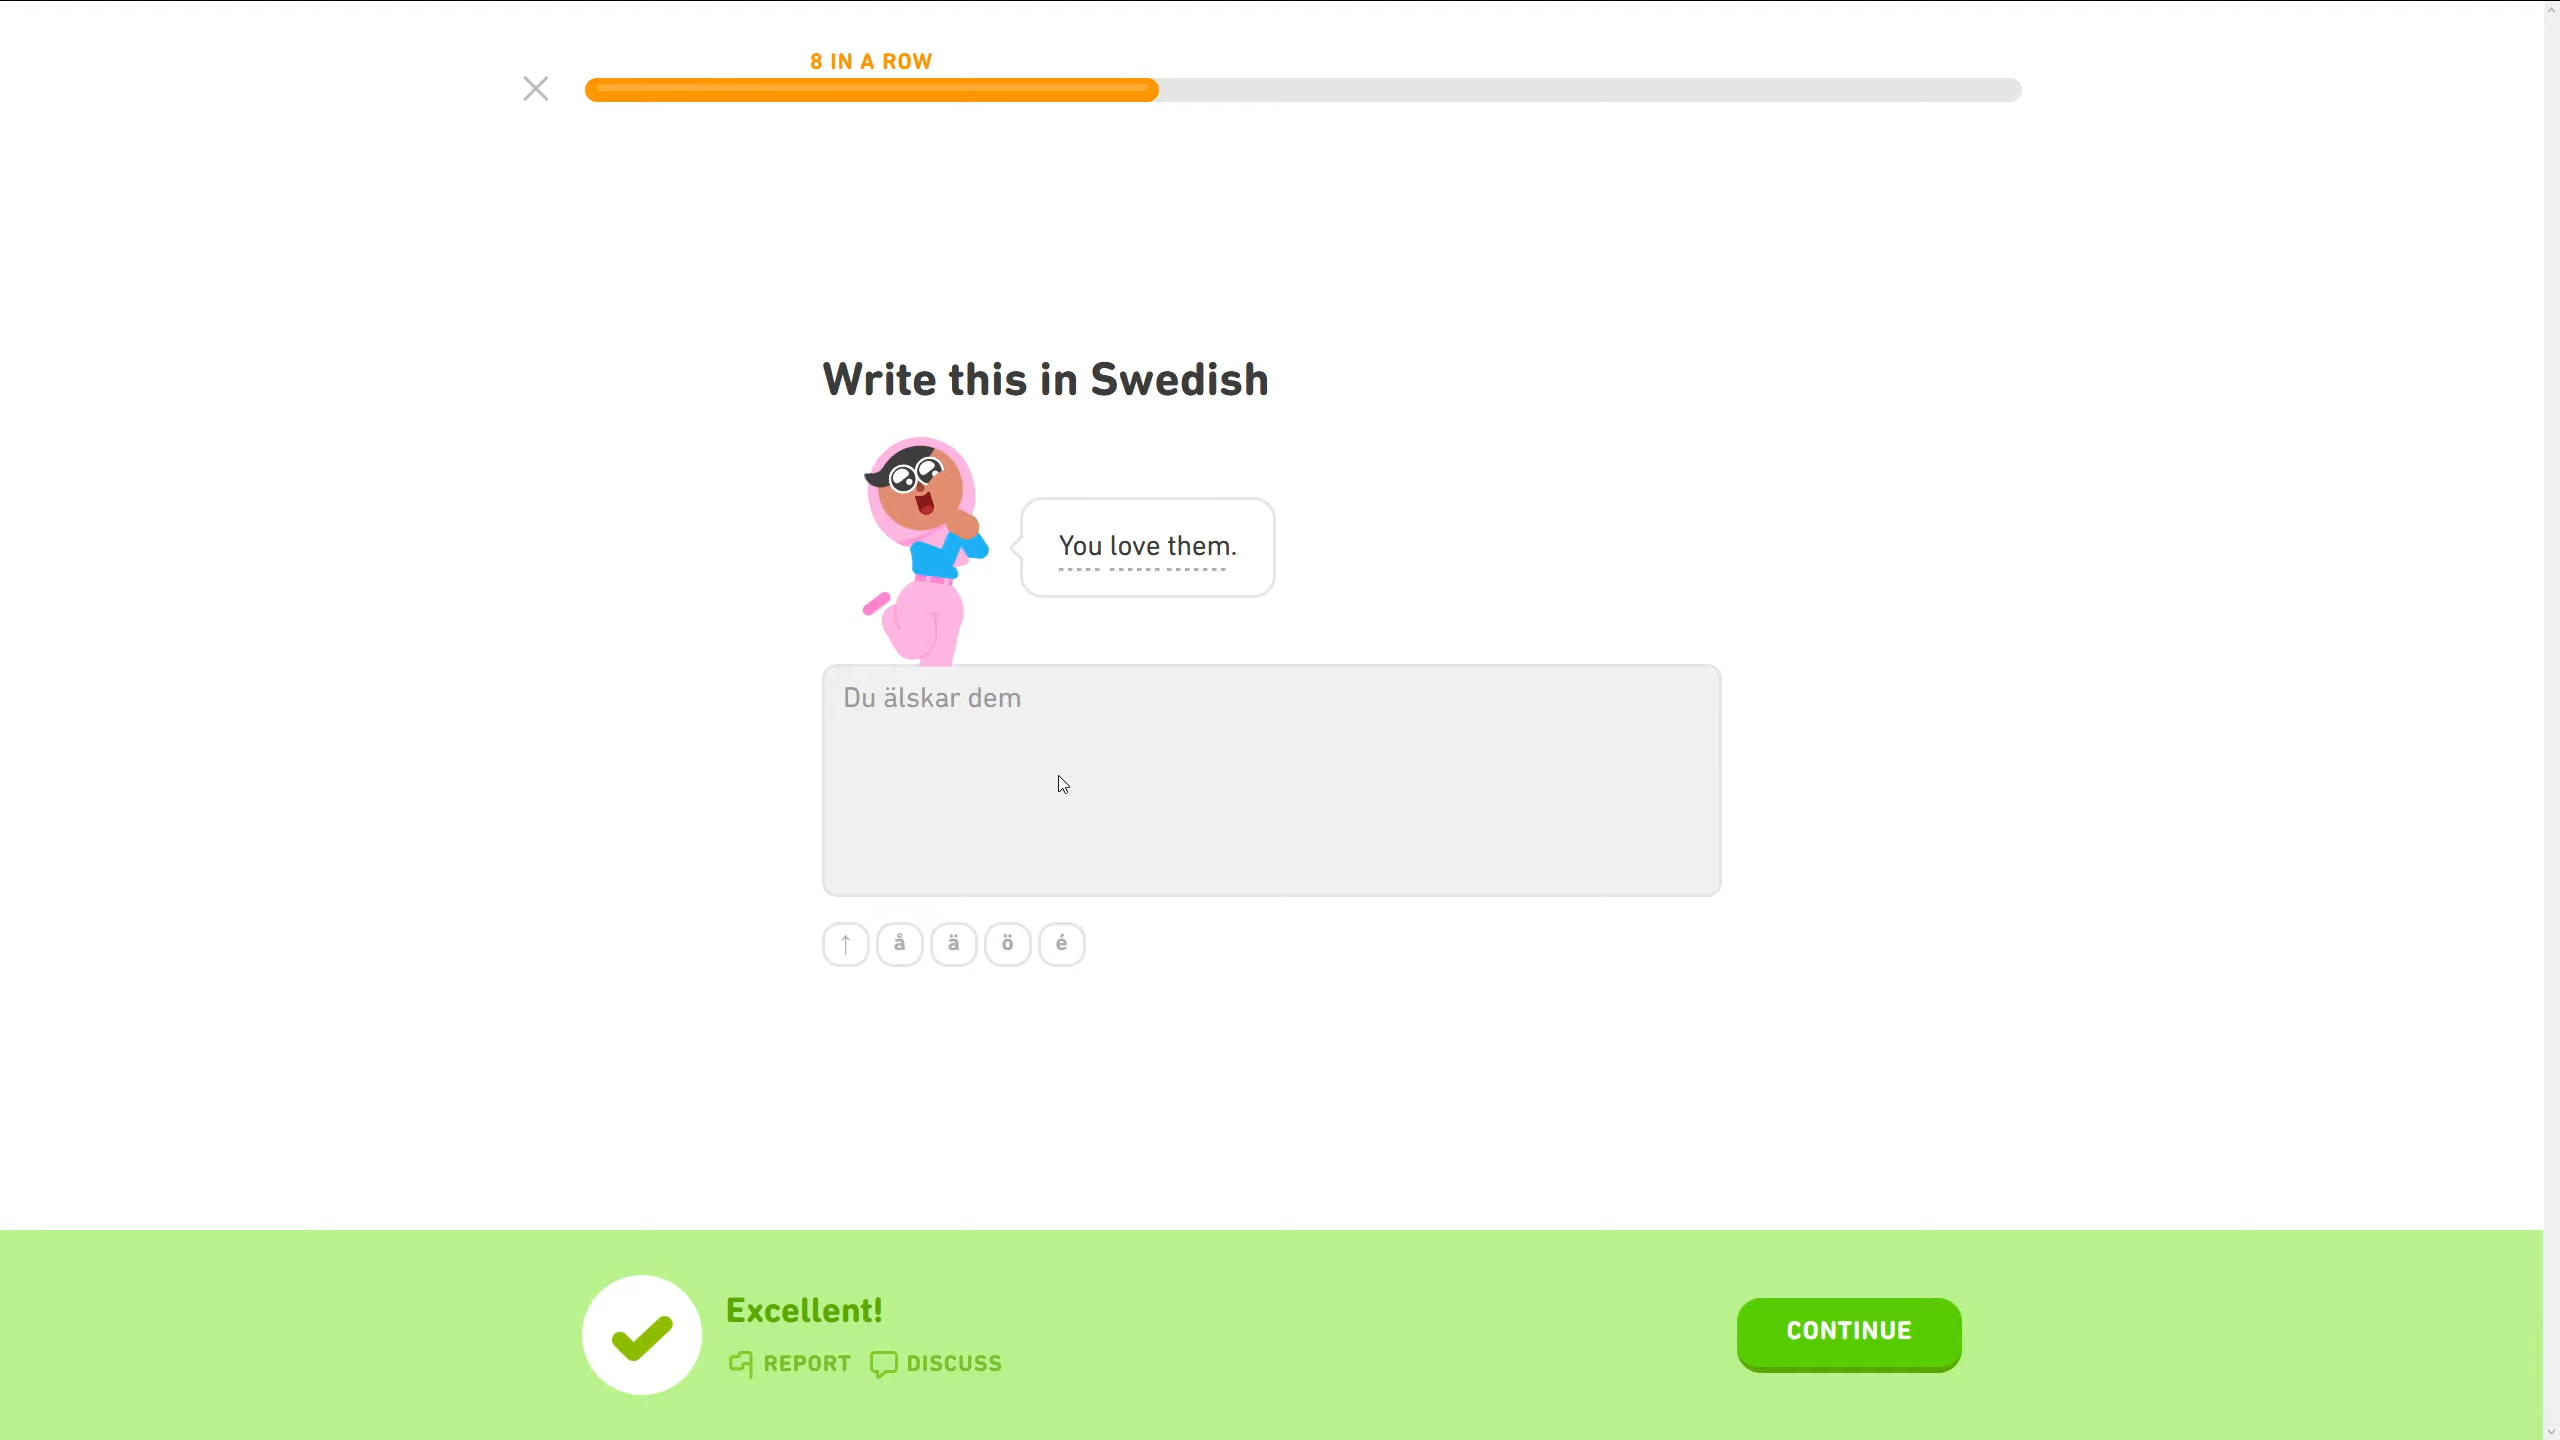 8 IN A ROW
Write this in Swedish
You love them.
Du älskar dem
↑ å ä ö é
Excellent!
REPORT DISCUSS
CONTINUE